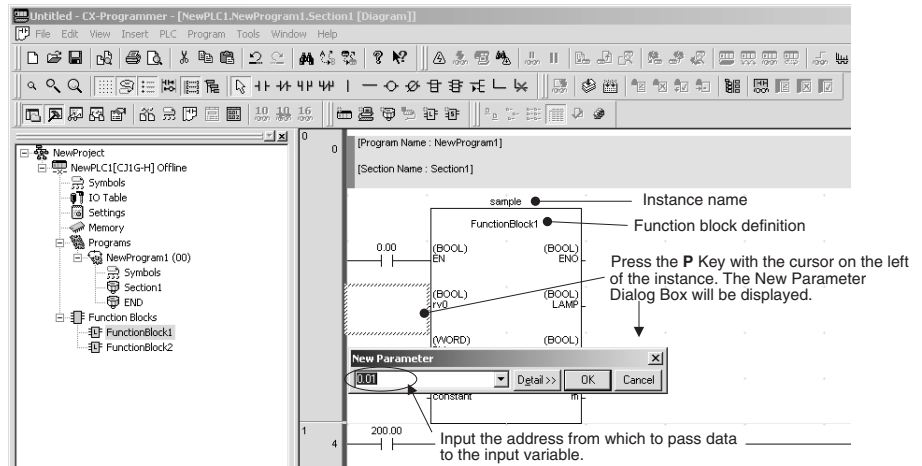 Untitled - CX-Programmer - [NewPLC1.NewProgram1.Section1 [Diagram]]
File Edit View Insert PLC Program Tools Window Help
10 10 16
NewProject
NewPLC1[CJ1G-H] Offline
Symbols
IO Table
Settings
Memory
Programs
NewProgram1 (00)
Symbols
Section1
END
Function Blocks
FunctionBlock1
FunctionBlock2
0
0
[Program Name : NewProgram1]
[Section Name : Section1]
sample
Instance name
FunctionBlock1
Function block definition
0.00
(BOOL)
EN
(BOOL)
ENO
Press the P Key with the cursor on the left
of the instance. The New Parameter
Dialog Box will be displayed.
(BOOL)
rv0
(BOOL)
LAMP
(WORD)
(BOOL)
New Parameter
0.01
Detail >>
OK
Cancel
constant
m
1
4
200.00
Input the address from which to pass data
to the input variable.